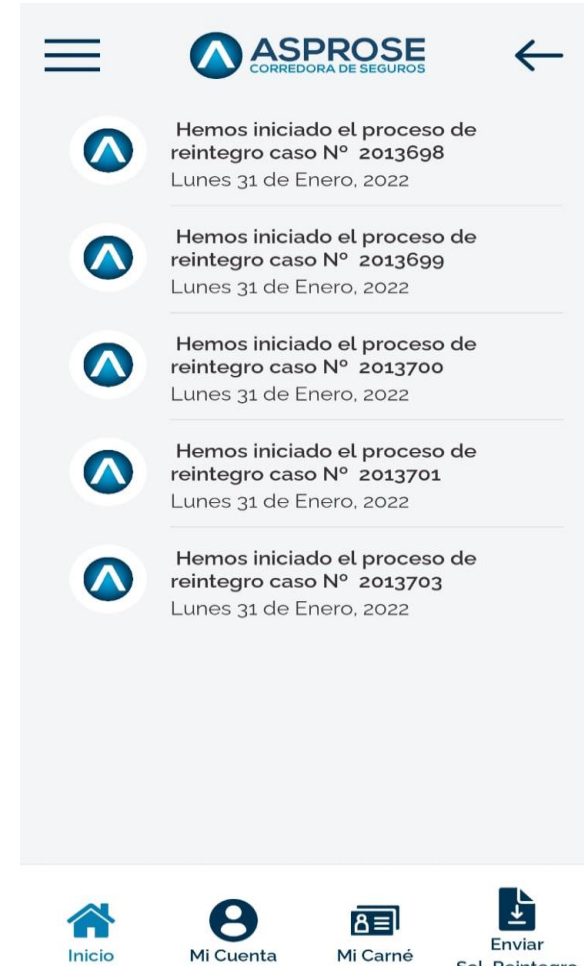 ASPROSE
CORREDORA DE SEGUROS
Hemos iniciado el proceso de
reintegro caso Nº 2013698
Lunes 31 de Enero, 2022
Hemos iniciado el proceso de
reintegro caso Nº 2013699
Lunes 31 de Enero, 2022
Hemos iniciado el proceso de
reintegro caso Nº 2013700
Lunes 31 de Enero, 2022
Hemos iniciado el proceso de
reintegro caso Nº 2013701
Lunes 31 de Enero, 2022
Hemos iniciado el proceso de
reintegro caso Nº 2013703
Lunes 31 de Enero, 2022
Inicio
Mi Cuenta
Mi Carné
Enviar
Sol. Reintegro